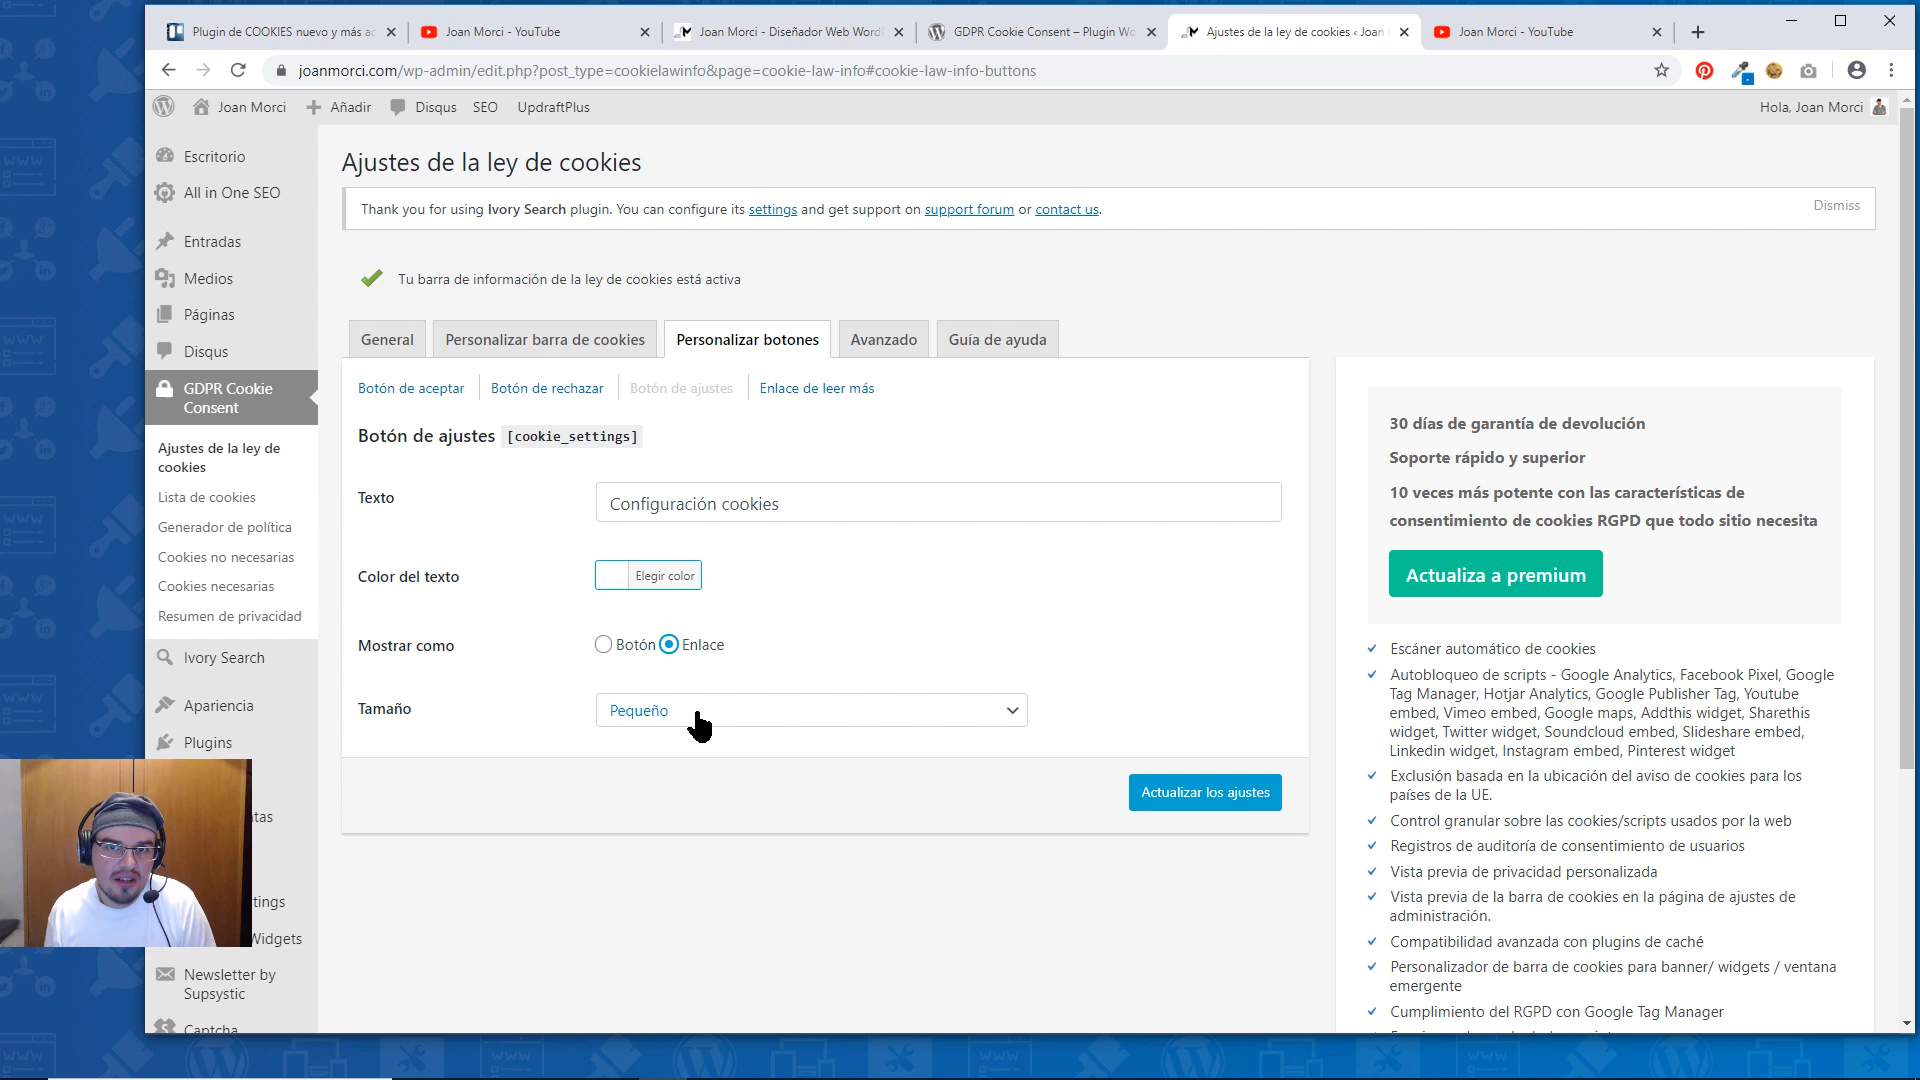 Plugin de COOKIES nuevo y más ac
Joan Morci - YouTube
Joan Morci - Diseñador Web Word
GDPR Cookie Consent – Plugin Wo
Ajustes de la ley de cookies ‹ Joan
Joan Morci - YouTube
joanmorci.com/wp-admin/edit.php?post_type=cookielawinfo&page=cookie-law-info#cookie-law-info-buttons
Joan Morci
Añadir
Disqus
SEO
UpdraftPlus
Hola, Joan Morci
Escritorio
All in One SEO
Entradas
Medios
Páginas
Disqus
GDPR Cookie
Consent
Ajustes de la ley de
cookies
Lista de cookies
Generador de política
Cookies no necesarias
Cookies necesarias
Resumen de privacidad
Ivory Search
Apariencia
Plugins
tas
tings
Widgets
Newsletter by
Supsystic
Captcha
Ajustes de la ley de cookies
Thank you for using Ivory Search plugin. You can configure its settings and get support on support forum or contact us.
Dismiss
Tu barra de información de la ley de cookies está activa
General
Personalizar barra de cookies
Personalizar botones
Avanzado
Guía de ayuda
Botón de aceptar
Botón de rechazar
Botón de ajustes
Enlace de leer más
Botón de ajustes [cookie_settings]
Texto
Configuración cookies
Color del texto
Elegir color
Mostrar como
Botón
Enlace
Tamaño
Pequeño
Actualizar los ajustes
30 días de garantía de devolución
Soporte rápido y superior
10 veces más potente con las características de
consentimiento de cookies RGPD que todo sitio necesita
Actualiza a premium
Escáner automático de cookies
Autobloqueo de scripts - Google Analytics, Facebook Pixel, Google
Tag Manager, Hotjar Analytics, Google Publisher Tag, Youtube
embed, Vimeo embed, Google maps, Addthis widget, Sharethis
widget, Twitter widget, Soundcloud embed, Slideshare embed,
Linkedin widget, Instagram embed, Pinterest widget
Exclusión basada en la ubicación del aviso de cookies para los
países de la UE.
Control granular sobre las cookies/scripts usados por la web
Registros de auditoría de consentimiento de usuarios
Vista previa de privacidad personalizada
Vista previa de la barra de cookies en la página de ajustes de
administración.
Compatibilidad avanzada con plugins de caché
Personalizador de barra de cookies para banner/ widgets / ventana
emergente
Cumplimiento del RGPD con Google Tag Manager